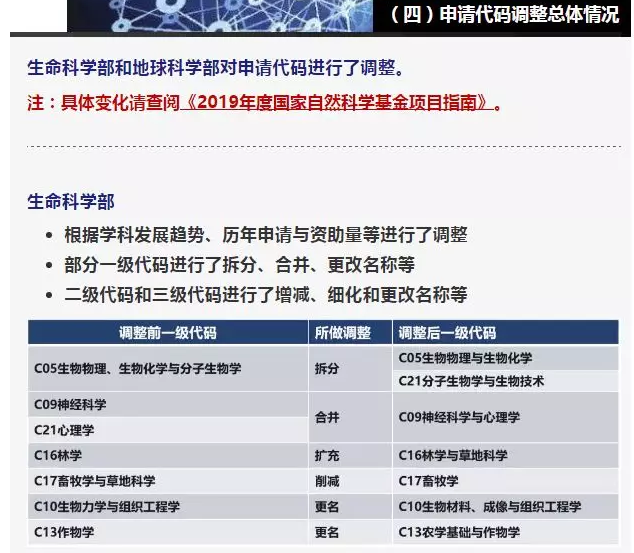 （四）申请代码调整总体情况
生命科学部和地球科学部对申请代码进行了调整。
注：具体变化请查阅《2019年度国家自然科学基金项目指南》。
生命科学部
• 根据学科发展趋势、历年申请与资助量等进行了调整
• 部分一级代码进行了拆分、合并、更改名称等
• 二级代码和三级代码进行了增减、细化和更改名称等
调整前一级代码 所做调整 调整后一级代码
C05生物物理、生物化学与分子生物学 拆分 C05生物物理与生物化学
C21分子生物学与生物技术
C09神经科学 合并 C09神经科学与心理学
C21心理学
C16林学 扩充 C16林学与草地科学
C17畜牧学与草地科学 削减 C17畜牧学
C10生物力学与组织工程学 更名 C10生物材料、成像与组织工程学
C13作物学 更名 C13农学基础与作物学